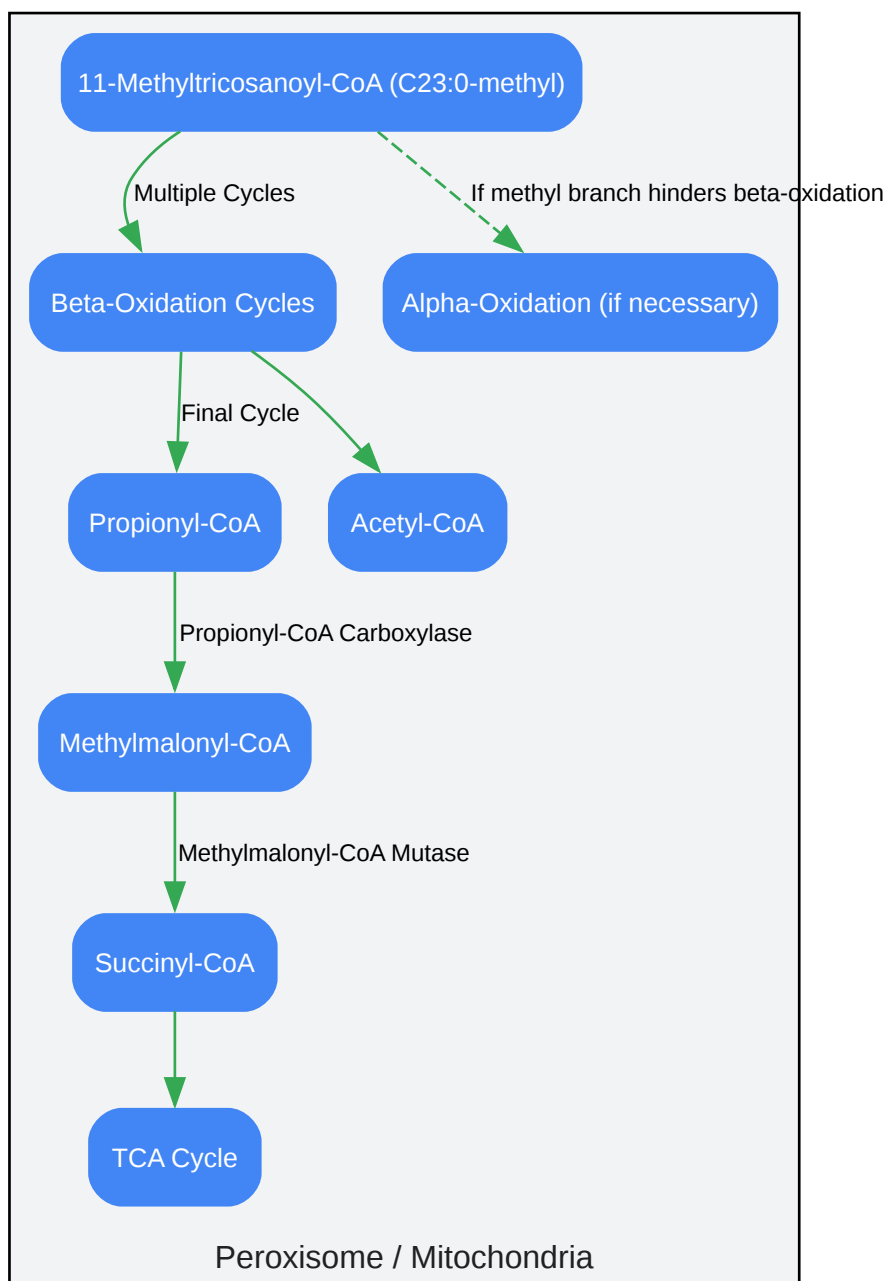 11-Methyltricosanoyl-CoA (C23:0-methyl)
Multiple Cycles
If methyl branch hinders beta-oxidation
Beta-Oxidation Cycles
Alpha-Oxidation (if necessary)
Final Cycle
Propionyl-CoA
Acetyl-CoA
Propionyl-CoA Carboxylase
Methylmalonyl-CoA
Methylmalonyl-CoA Mutase
Succinyl-CoA
TCA Cycle
Peroxisome / Mitochondria